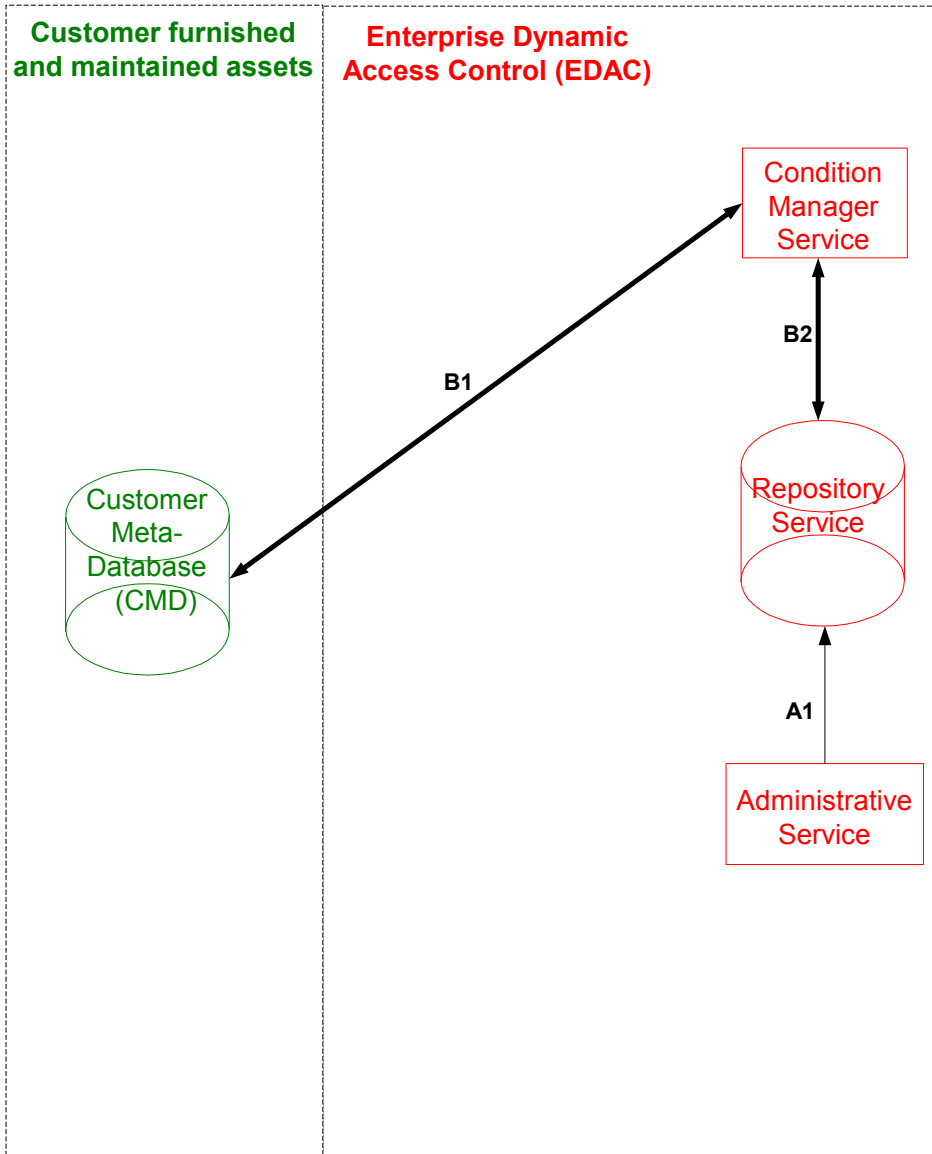 Customer furnished
and maintained assets
Enterprise Dynamic
Access Control (EDAC)
Condition
Manager
Service
B2
B1
Repository
Service
Customer
Meta-
Database
(CMD)
A1
Administrative
Service